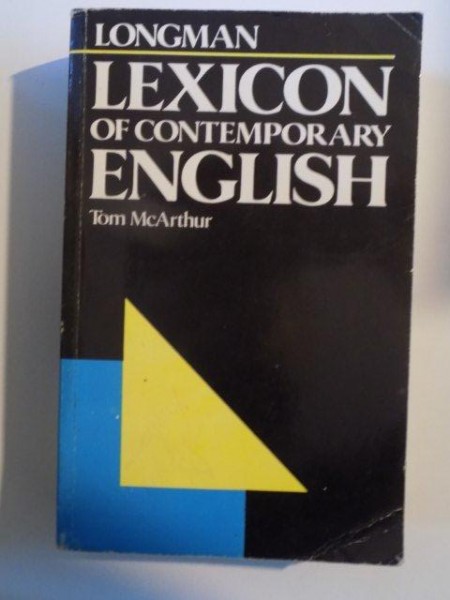 LONGMAN
LEXICON
OF CONTEMPORARY
ENGLISH
Tom McArthur